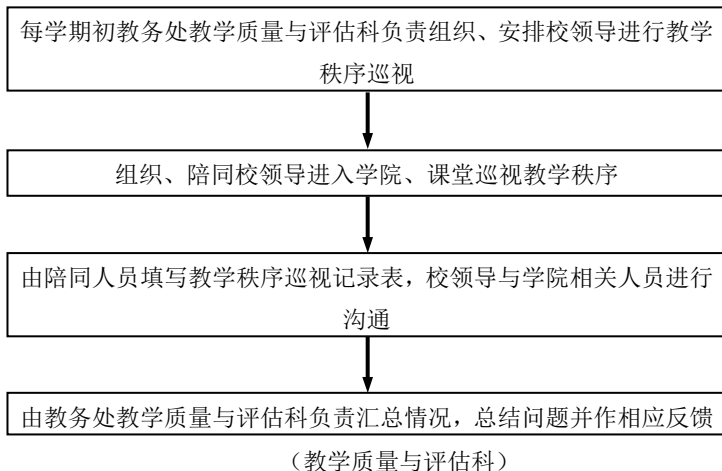 每学期初教务处教学质量与评估科负责组织、安排校领导进行教学
秩序巡视
组织、陪同校领导进入学院、课堂巡视教学秩序
由陪同人员填写教学秩序巡视记录表，校领导与学院相关人员进行
沟通
由教务处教学质量与评估科负责汇总情况，总结问题并作相应反馈
（教学质量与评估科）